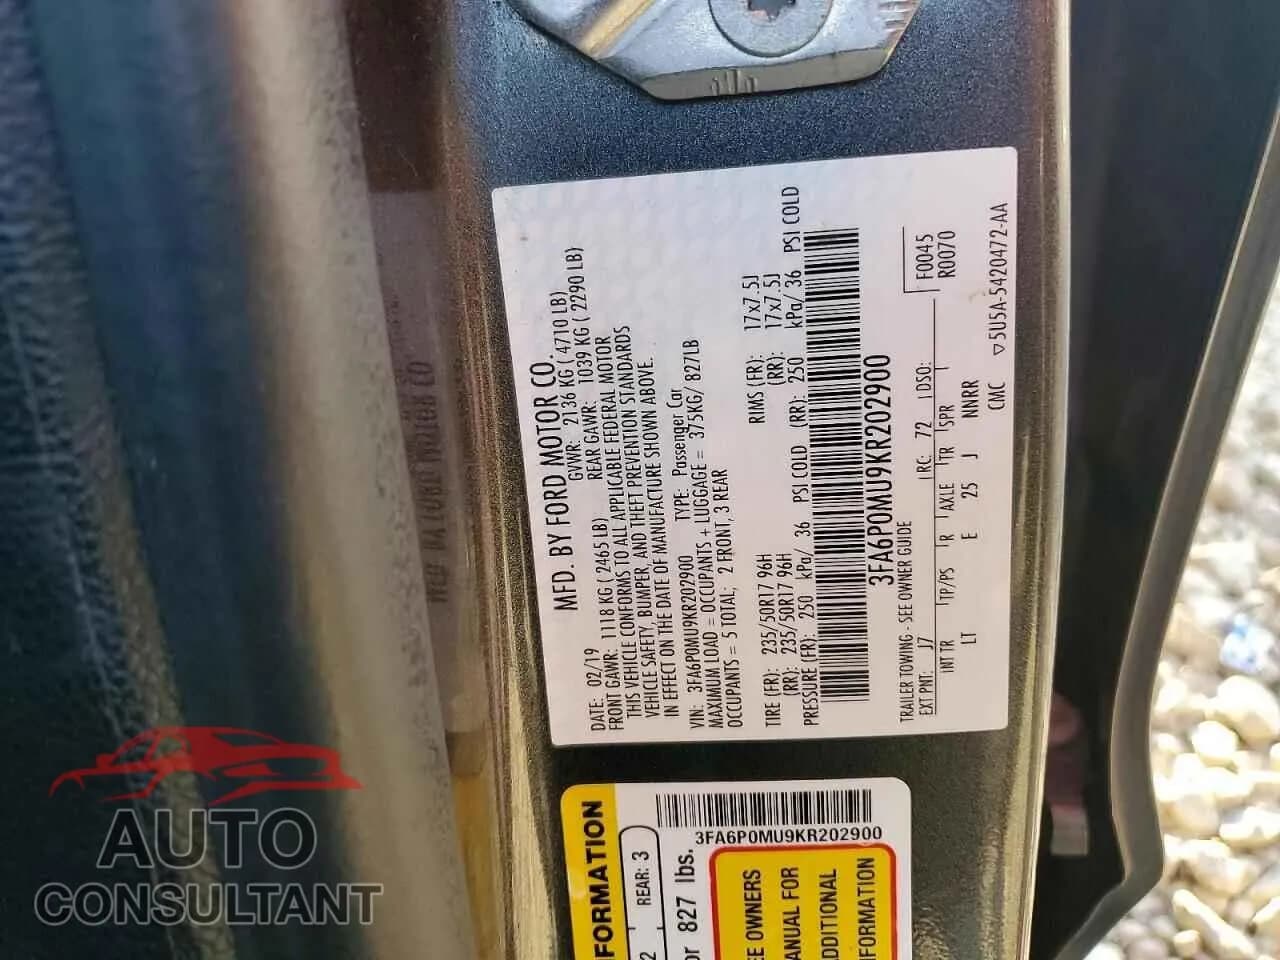 MFD. BY FORD MOTOR CO.
DATE: 02/19 GVWR: 2136 KG ( 4710 LB)
FRONT GAWR: 1118 KG ( 2465 LB) REAR GAWR: 1039 KG ( 2290 LB)
THIS VEHICLE CONFORMS TO ALL APPLICABLE FEDERAL MOTOR
VEHICLE SAFETY, BUMPER, AND THEFT PREVENTION STANDARDS
IN EFFECT ON THE DATE OF MANUFACTURE SHOWN ABOVE.
VIN: 3FA6P0MU9KR202900 TYPE: Passenger Car
MAXIMUM LOAD = OCCUPANTS + LUGGAGE = 375KG/ 827LB
OCCUPANTS = 5 TOTAL; 2 FRONT, 3 REAR
TIRE (FR): 235/50R17 96H RIMS (FR): 17x7.5J
(RR): 235/50R17 96H (RR): 17x7.5J
PRESSURE (FR): 250 kPa/ 36 PSI COLD (RR): 250 kPa/ 36 PSI COLD
3FA6P0MU9KR202900
TRAILER TOWING - SEE OWNER GUIDE F0045
EXT PNT: J7 RC: 72 DSO: R0070
INT TR TP/PS R AXLE TR SPR
LT E 25 J NNRR
CMC ▽5U5A-5420472-AA
3FA6P0MU9KR202900
FORMATION
REAR: 3
2
or 827 lbs.
EE OWNERS
ANUAL FOR
ADDITIONAL
FORMATION
AUTO
CONSULTANT